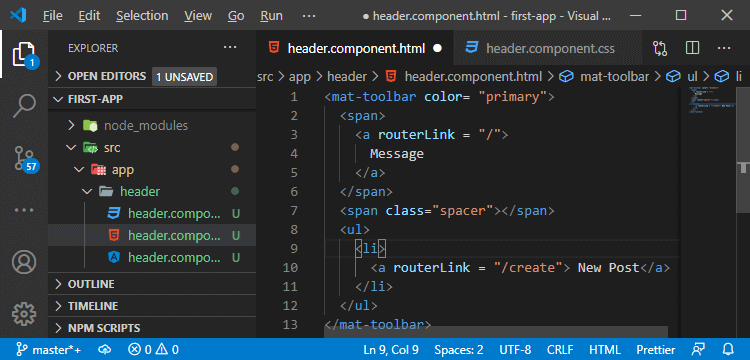 File Edit Selection View Go Run ··· ● header.component.html - first-app - Visual ...
EXPLORER ···
OPEN EDITORS 1 UNSAVED
FIRST-APP
node_modules
src
app
header
header.compo... U
header.compo... U
header.compo... U
OUTLINE
TIMELINE
NPM SCRIPTS
1
57
header.component.html ● header.component.css ···
src > app > header > header.component.html > mat-toolbar > ul > li
1 <mat-toolbar color= "primary">
2 <span>
3 <a routerLink = "/">
4 Message
5 </a>
6 </span>
7 <span class="spacer"></span>
8 <ul>
9 <li>
10 <a routerLink = "/create"> New Post</a>
11 </li>
12 </ul>
13 </mat-toolbar>
master*+ 0 0 Ln 9, Col 9 Spaces: 2 UTF-8 CRLF HTML Prettier